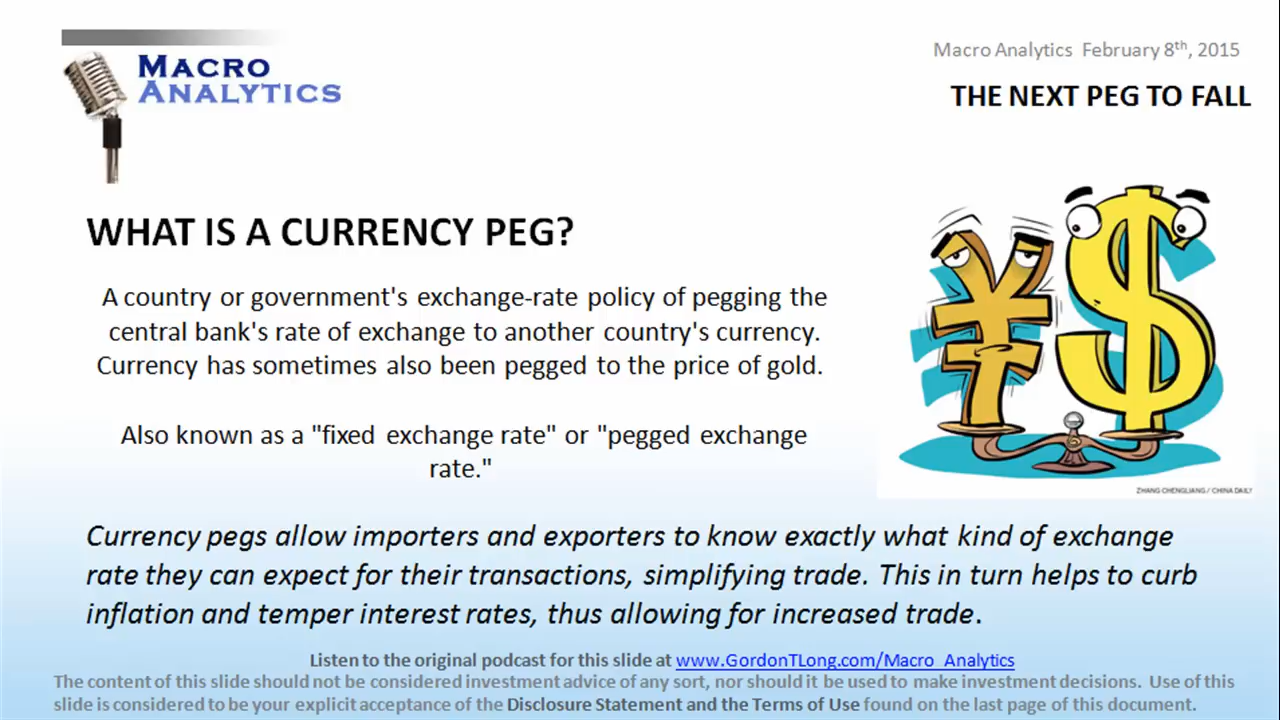 MACRO
ANALYTICS
Macro Analytics February 8th, 2015
THE NEXT PEG TO FALL
WHAT IS A CURRENCY PEG?
A country or government's exchange-rate policy of pegging the
central bank's rate of exchange to another country's currency.
Currency has sometimes also been pegged to the price of gold.
Also known as a "fixed exchange rate" or "pegged exchange
rate."
¥ $
ZHANG CHENGLIANG / CHINA DAILY
Currency pegs allow importers and exporters to know exactly what kind of exchange
rate they can expect for their transactions, simplifying trade. This in turn helps to curb
inflation and temper interest rates, thus allowing for increased trade.
Listen to the original podcast for this slide at www.GordonTLong.com/Macro_Analytics
The content of this slide should not be considered investment advice of any sort, nor should it be used to make investment decisions. Use of this
slide is considered to be your explicit acceptance of the Disclosure Statement and the Terms of Use found on the last page of this document.